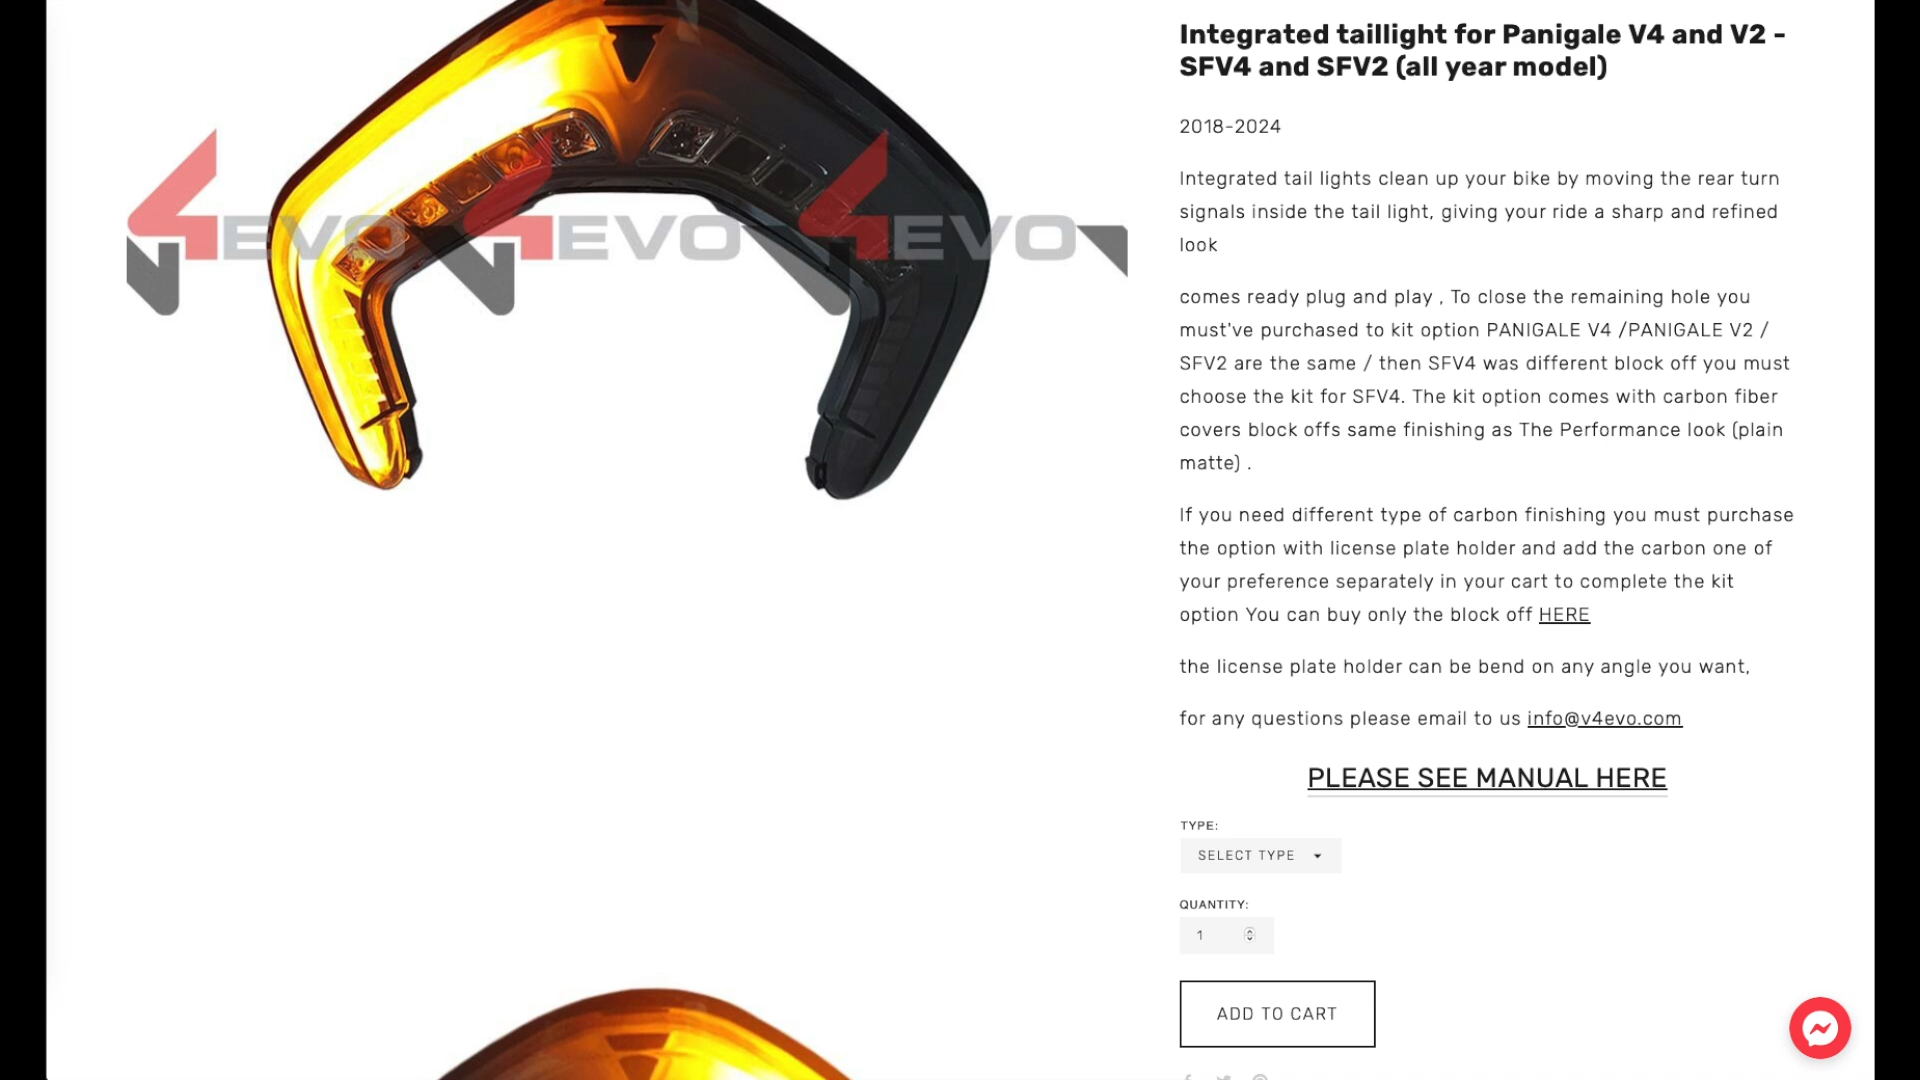 Integrated taillight for Panigale V4 and V2 -
SFV4 and SFV2 (all year model)
2018-2024
Integrated tail lights clean up your bike by moving the rear turn
signals inside the tail light, giving your ride a sharp and refined
look
comes ready plug and play , To close the remaining hole you
must've purchased to kit option PANIGALE V4 /PANIGALE V2 /
SFV2 are the same / then SFV4 was different block off you must
choose the kit for SFV4. The kit option comes with carbon fiber
covers block offs same finishing as The Performance look (plain
matte) .
If you need different type of carbon finishing you must purchase
the option with license plate holder and add the carbon one of
your preference separately in your cart to complete the kit
option You can buy only the block off HERE
the license plate holder can be bend on any angle you want,
for any questions please email to us info@v4evo.com
PLEASE SEE MANUAL HERE
TYPE:
SELECT TYPE
QUANTITY:
1
ADD TO CART
4EVO 4EVO 4EVO